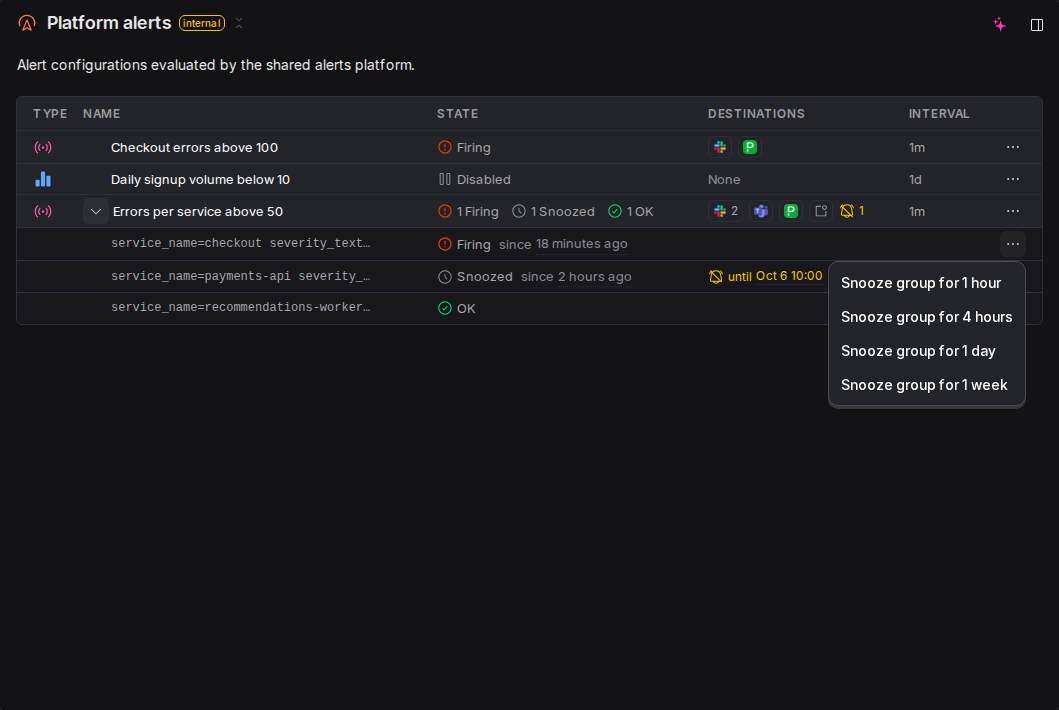 Platform alerts internal
Alert configurations evaluated by the shared alerts platform.
TYPE NAME STATE DESTINATIONS INTERVAL
Checkout errors above 100 Firing P 1m
Daily signup volume below 10 Disabled None 1d
Errors per service above 50 1 Firing 1 Snoozed 1 OK 2 P 1 1m
service_name=checkout severity_text… Firing since 18 minutes ago
service_name=payments-api severity_… Snoozed since 2 hours ago until Oct 6 10:00
service_name=recommendations-worker… OK
Snooze group for 1 hour
Snooze group for 4 hours
Snooze group for 1 day
Snooze group for 1 week